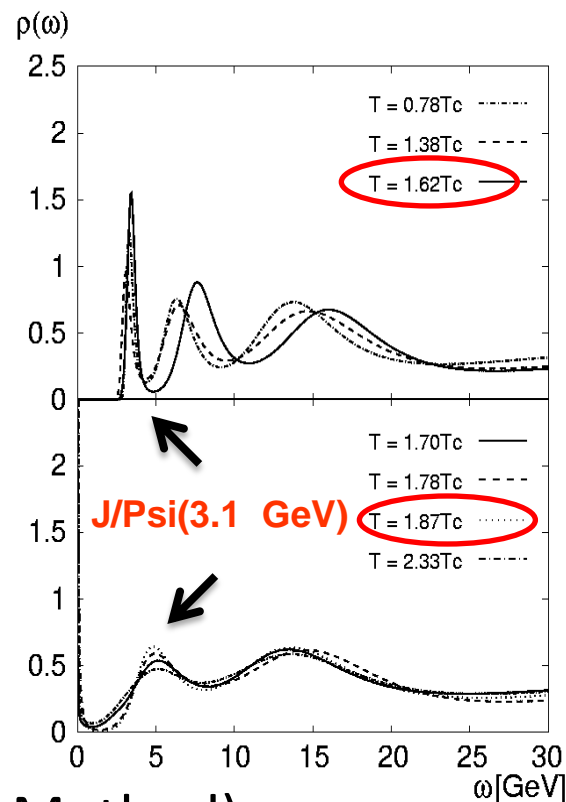 ρ(ω)
2.5
2
1.5
1
0.5
0
T = 0.78Tc
T = 1.38Tc
T = 1.62Tc
2
1.5
1
0.5
0
T = 1.70Tc
T = 1.78Tc
T = 1.87Tc
T = 2.33Tc
J/Psi(3.1 GeV)
0 5 10 15 20 25 30
ω[GeV]